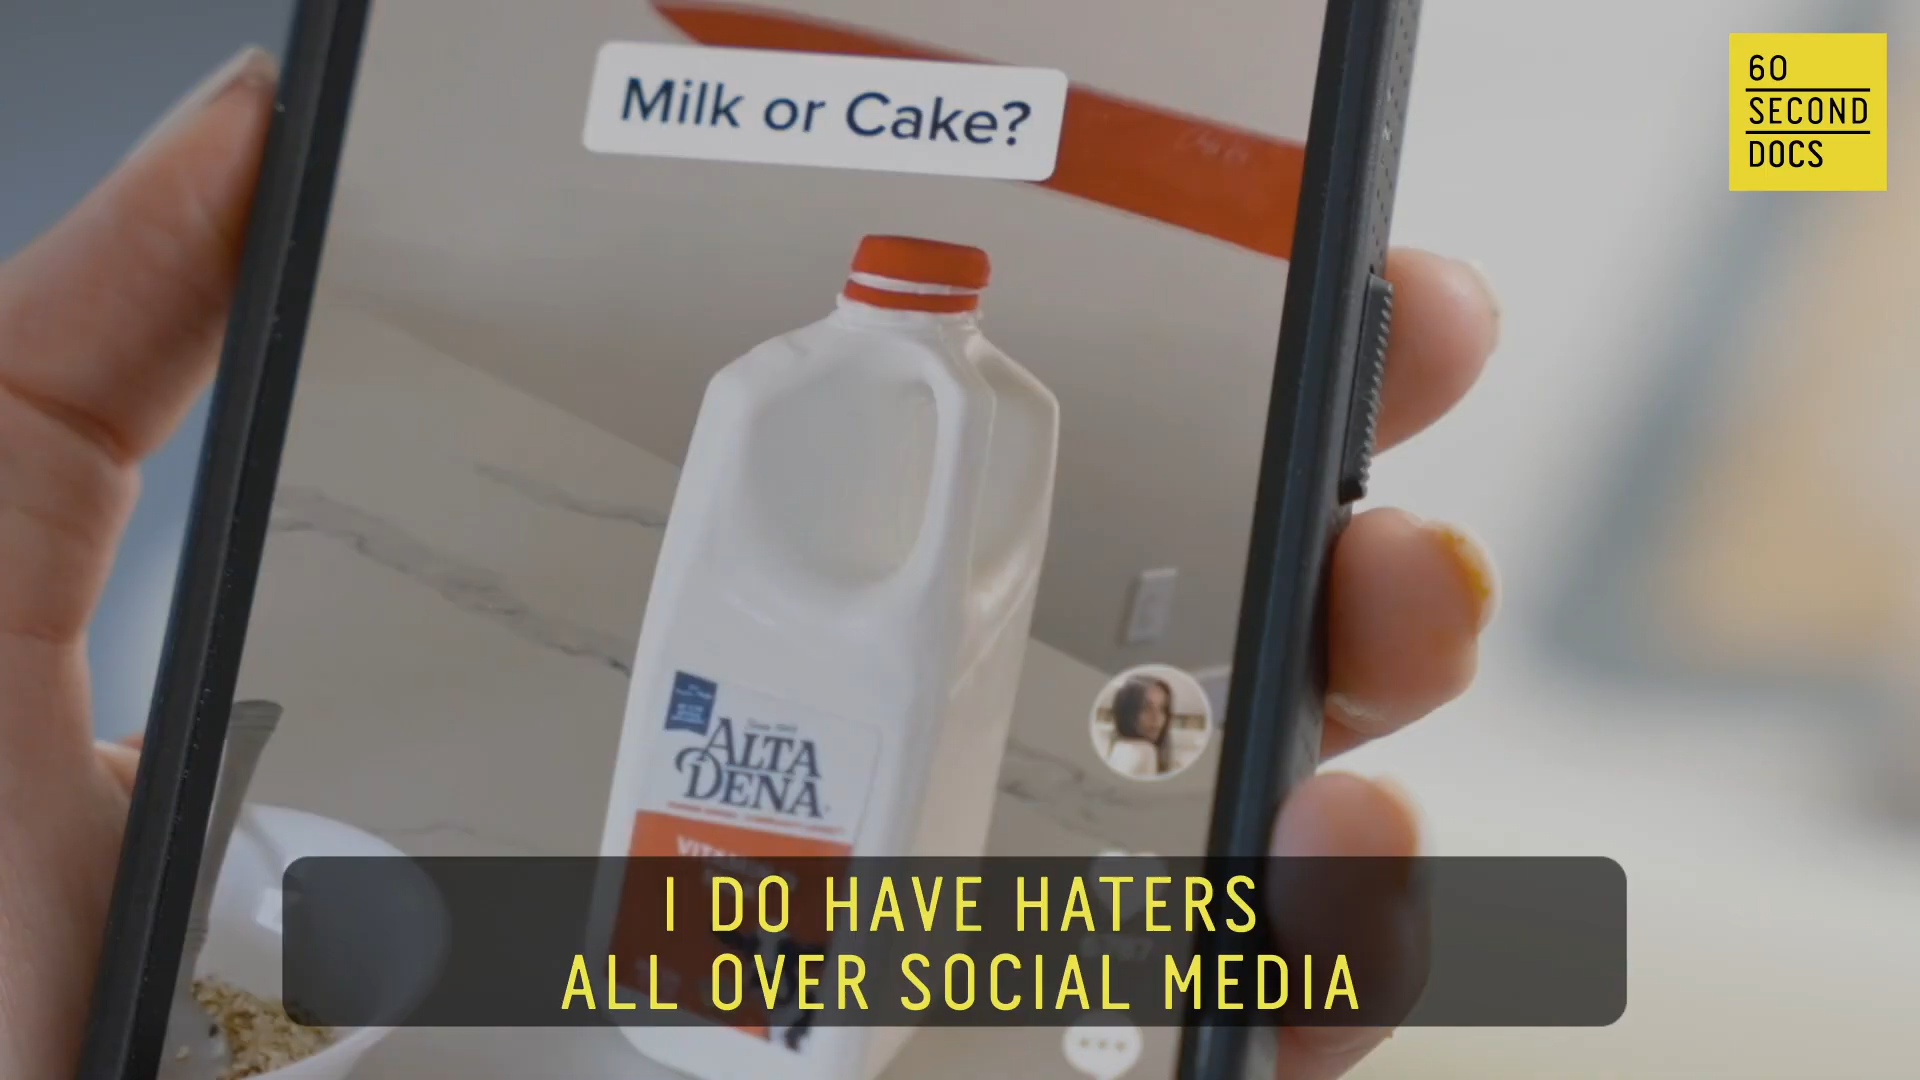 Milk or Cake?
60
SECOND
DOCS
ALTA
DENA
I DO HAVE HATERS
ALL OVER SOCIAL MEDIA